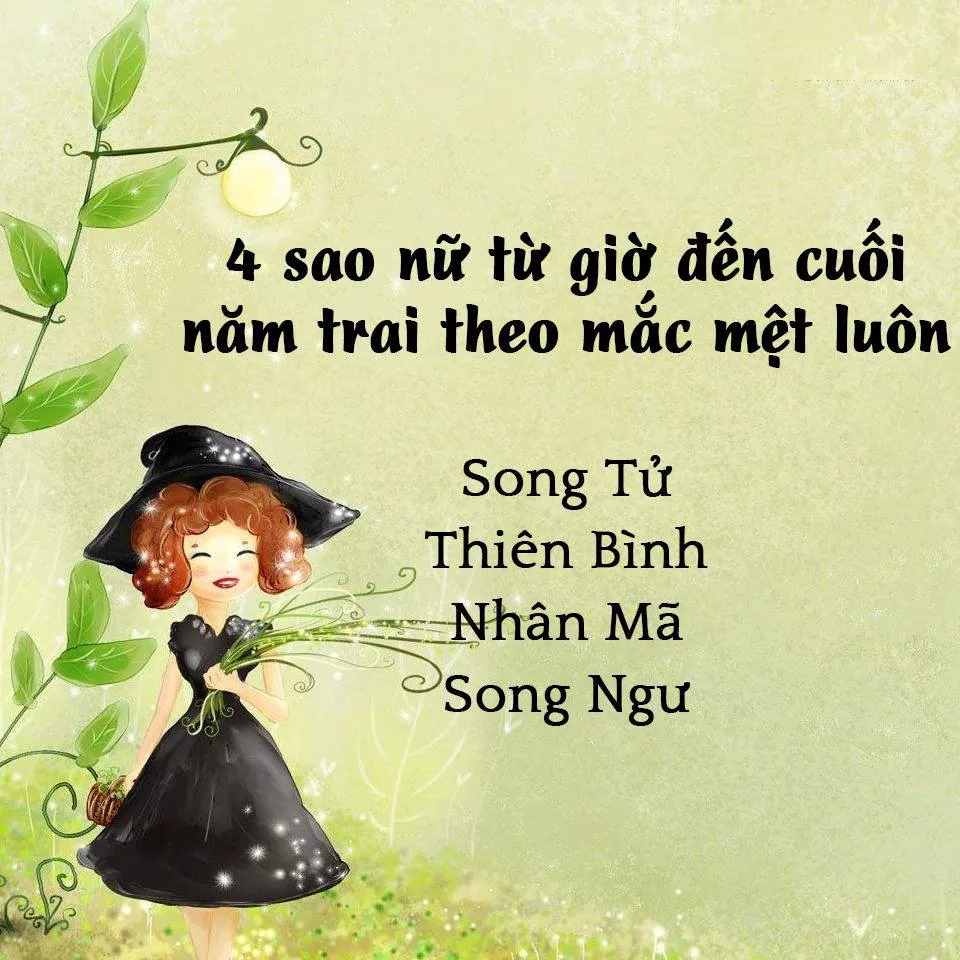 4 sao nữ từ giờ đến cuối
năm trai theo mắc mệt luôn
Song Tử
Thiên Bình
Nhân Mã
Song Ngư